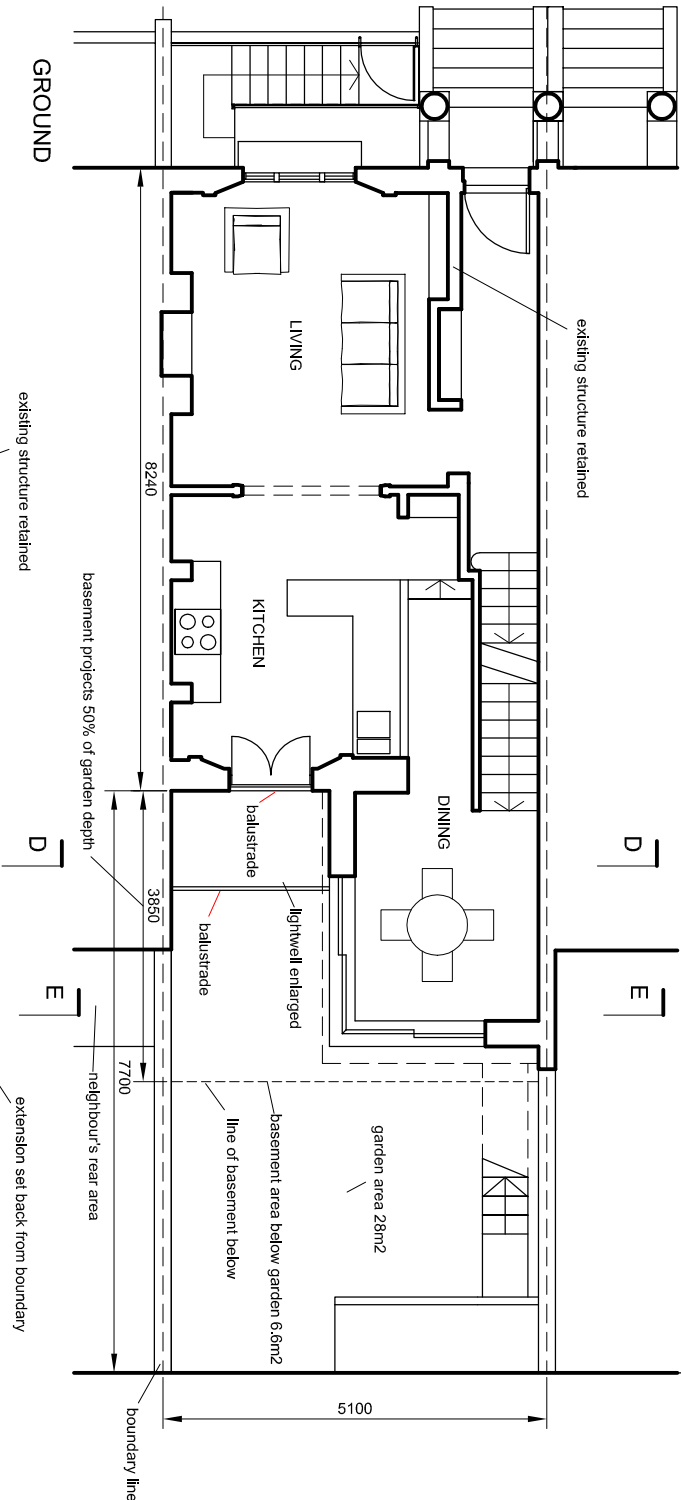 GROUND
existing structure retained
LIVING
8240
existing structure retained
KITCHEN
basement projects 50% of garden depth
DINING
balustrade
D
D
3850
lightwell enlarged
balustrade
E
E
7700
neighbour's rear area
line of basement below
basement area below garden 6.6m2
garden area 28m2
extension set back from boundary
5100
boundary line